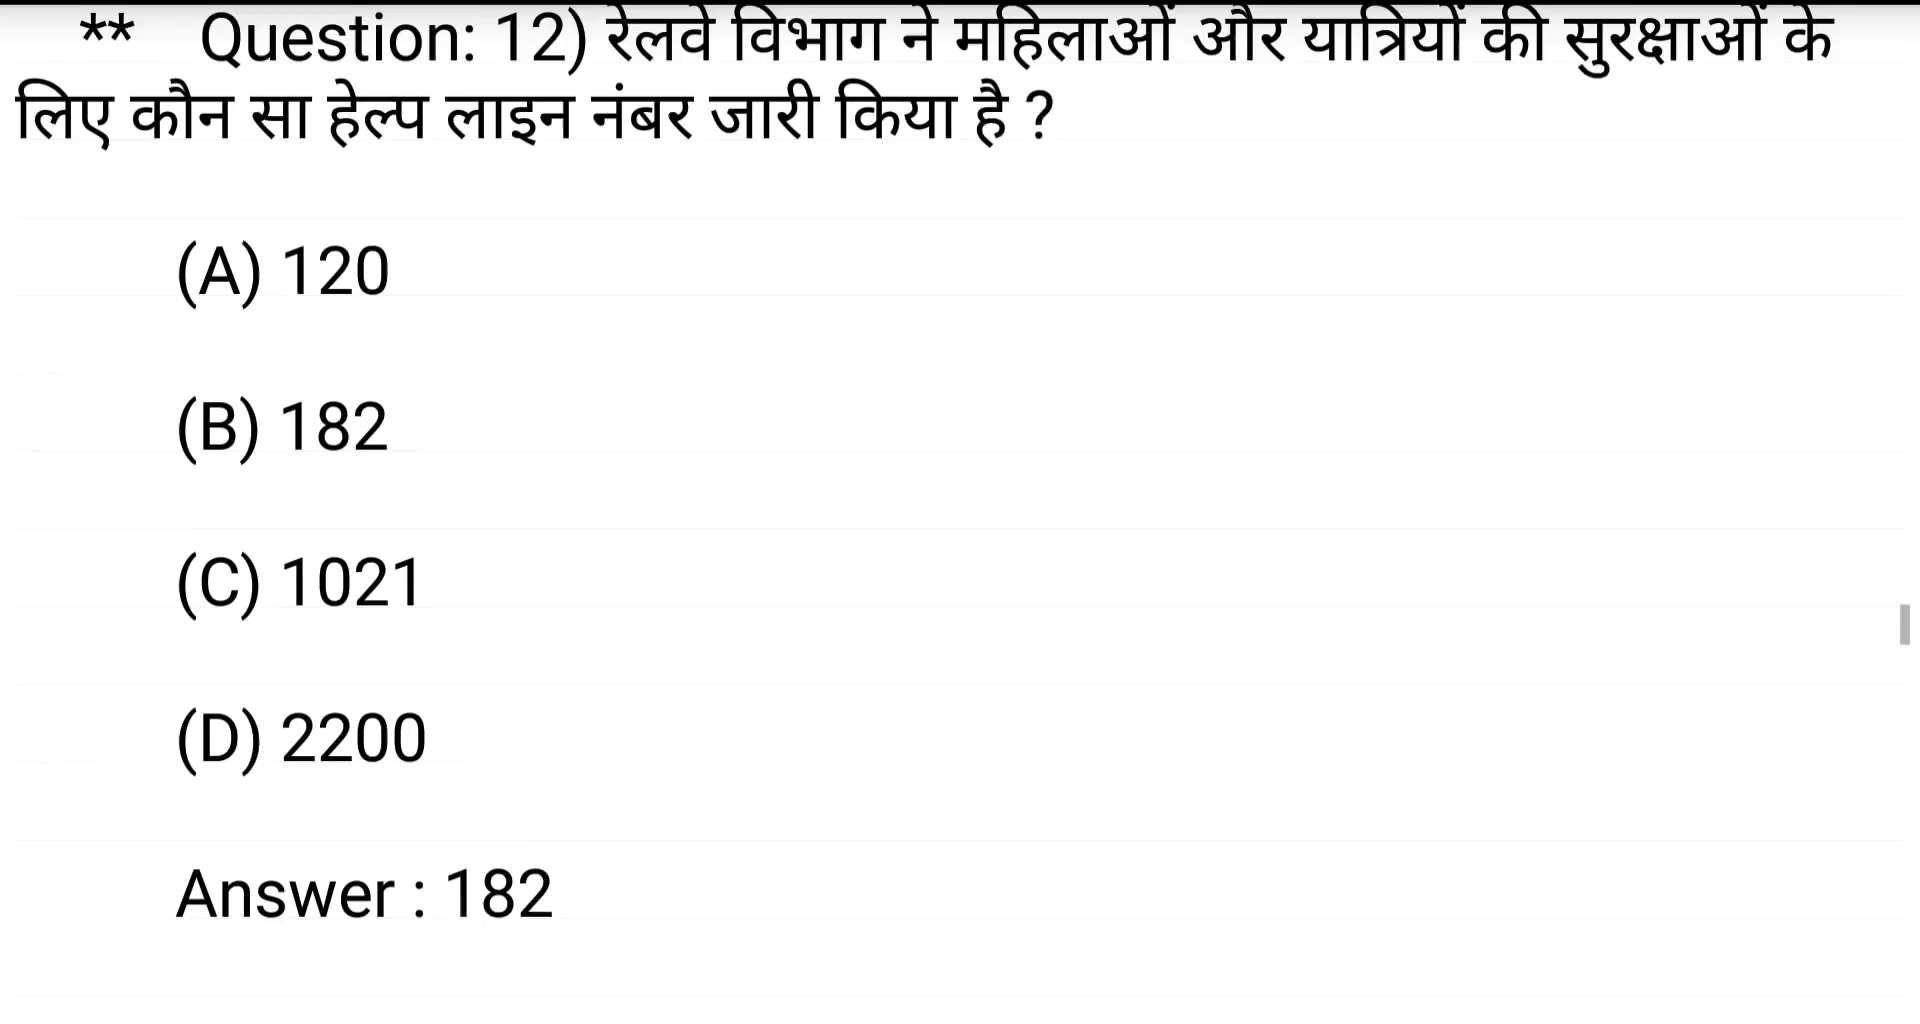 ** Question: 12) रेलवे विभाग ने महिलाओं और यात्रियों की सुरक्षाओं के
लिए कौन सा हेल्प लाइन नंबर जारी किया है ?
(A) 120
(B) 182
(C) 1021
(D) 2200
Answer : 182